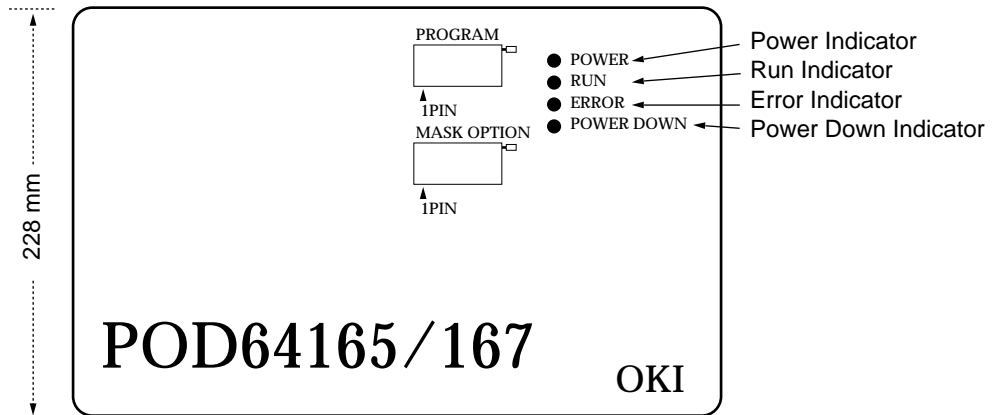 PROGRAM
1PIN
MASK OPTION
1PIN
POWER
RUN
ERROR
POWER DOWN
Power Indicator
Run Indicator
Error Indicator
Power Down Indicator
228 mm
POD64165/167
OKI